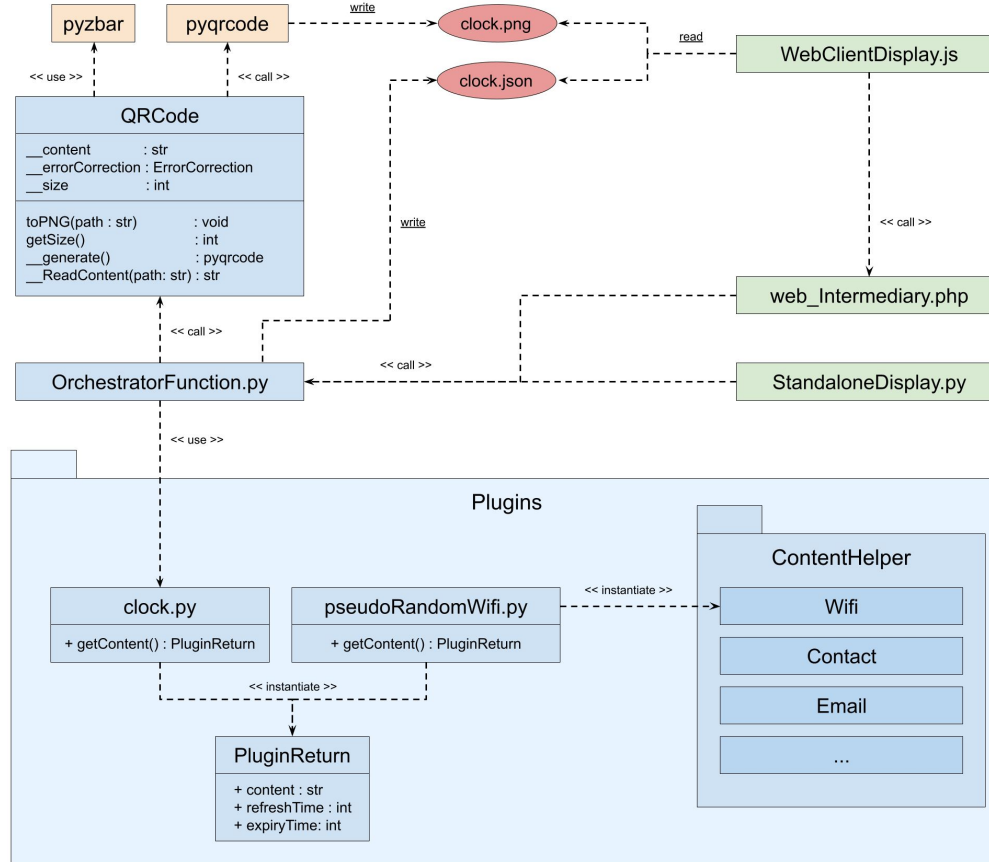 pyzbar
pyqrcode
write
clock.png
read
WebClientDisplay.js
<< use >>
<< call >>
clock.json
QRCode
__content : str
__errorCorrection : ErrorCorrection
__size : int
toPNG(path : str) : void
getSize() : int
__generate() : pyqrcode
__ReadContent(path: str) : str
write
<< call >>
web_Intermediary.php
<< call >>
<< call >>
OrchestratorFunction.py
StandaloneDisplay.py
<< use >>
Plugins
ContentHelper
clock.py
+ getContent() : PluginReturn
pseudoRandomWifi.py
+ getContent() : PluginReturn
<< instantiate >>
Wifi
Contact
Email
...
<< instantiate >>
PluginReturn
+ content : str
+ refreshTime : int
+ expiryTime: int